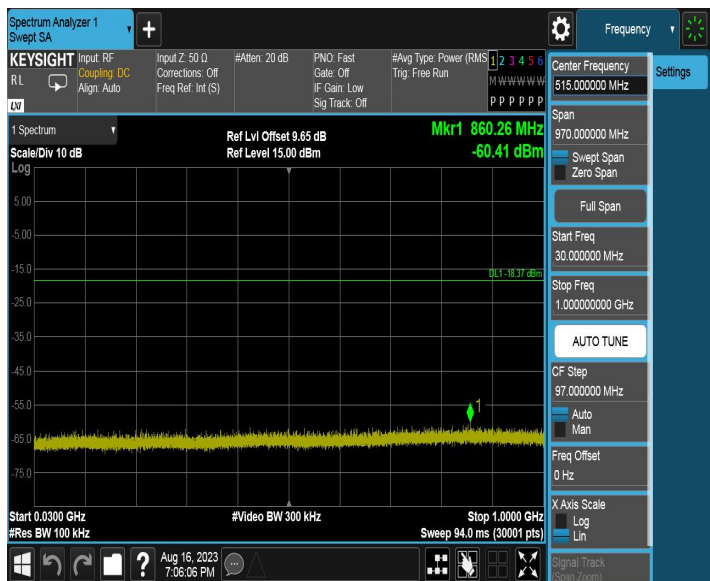 Spectrum Analyzer 1
Swept SA
+
Frequency
KEYSIGHT
RL
LXI
Input: RF
Coupling: DC
Align: Auto
Input Z: 50 Ω
Corrections: Off
Freq Ref: Int (S)
#Atten: 20 dB
PNO: Fast
Gate: Off
IF Gain: Low
Sig Track: Off
#Avg Type: Power (RMS
Trig: Free Run
1 2 3 4 5 6
M W W W W W
P P P P P P
1 Spectrum
Scale/Div 10 dB
Log
Ref Lvl Offset 9.65 dB
Ref Level 15.00 dBm
Mkr1 860.26 MHz
-60.41 dBm
5.00
-5.00
-15.0
DL1 -18.37 dBm
-25.0
-35.0
-45.0
-55.0
1
-65.0
-75.0
Start 0.0300 GHz
#Res BW 100 kHz
#Video BW 300 kHz
Stop 1.0000 GHz
Sweep 94.0 ms (30001 pts)
?
Aug 16, 2023
7:06:06 PM
Center Frequency
515.000000 MHz
Settings
Span
970.000000 MHz
Swept Span
Zero Span
Full Span
Start Freq
30.000000 MHz
Stop Freq
1.000000000 GHz
AUTO TUNE
CF Step
97.000000 MHz
Auto
Man
Freq Offset
0 Hz
X Axis Scale
Log
Lin
Signal Track
(Span Zoom)